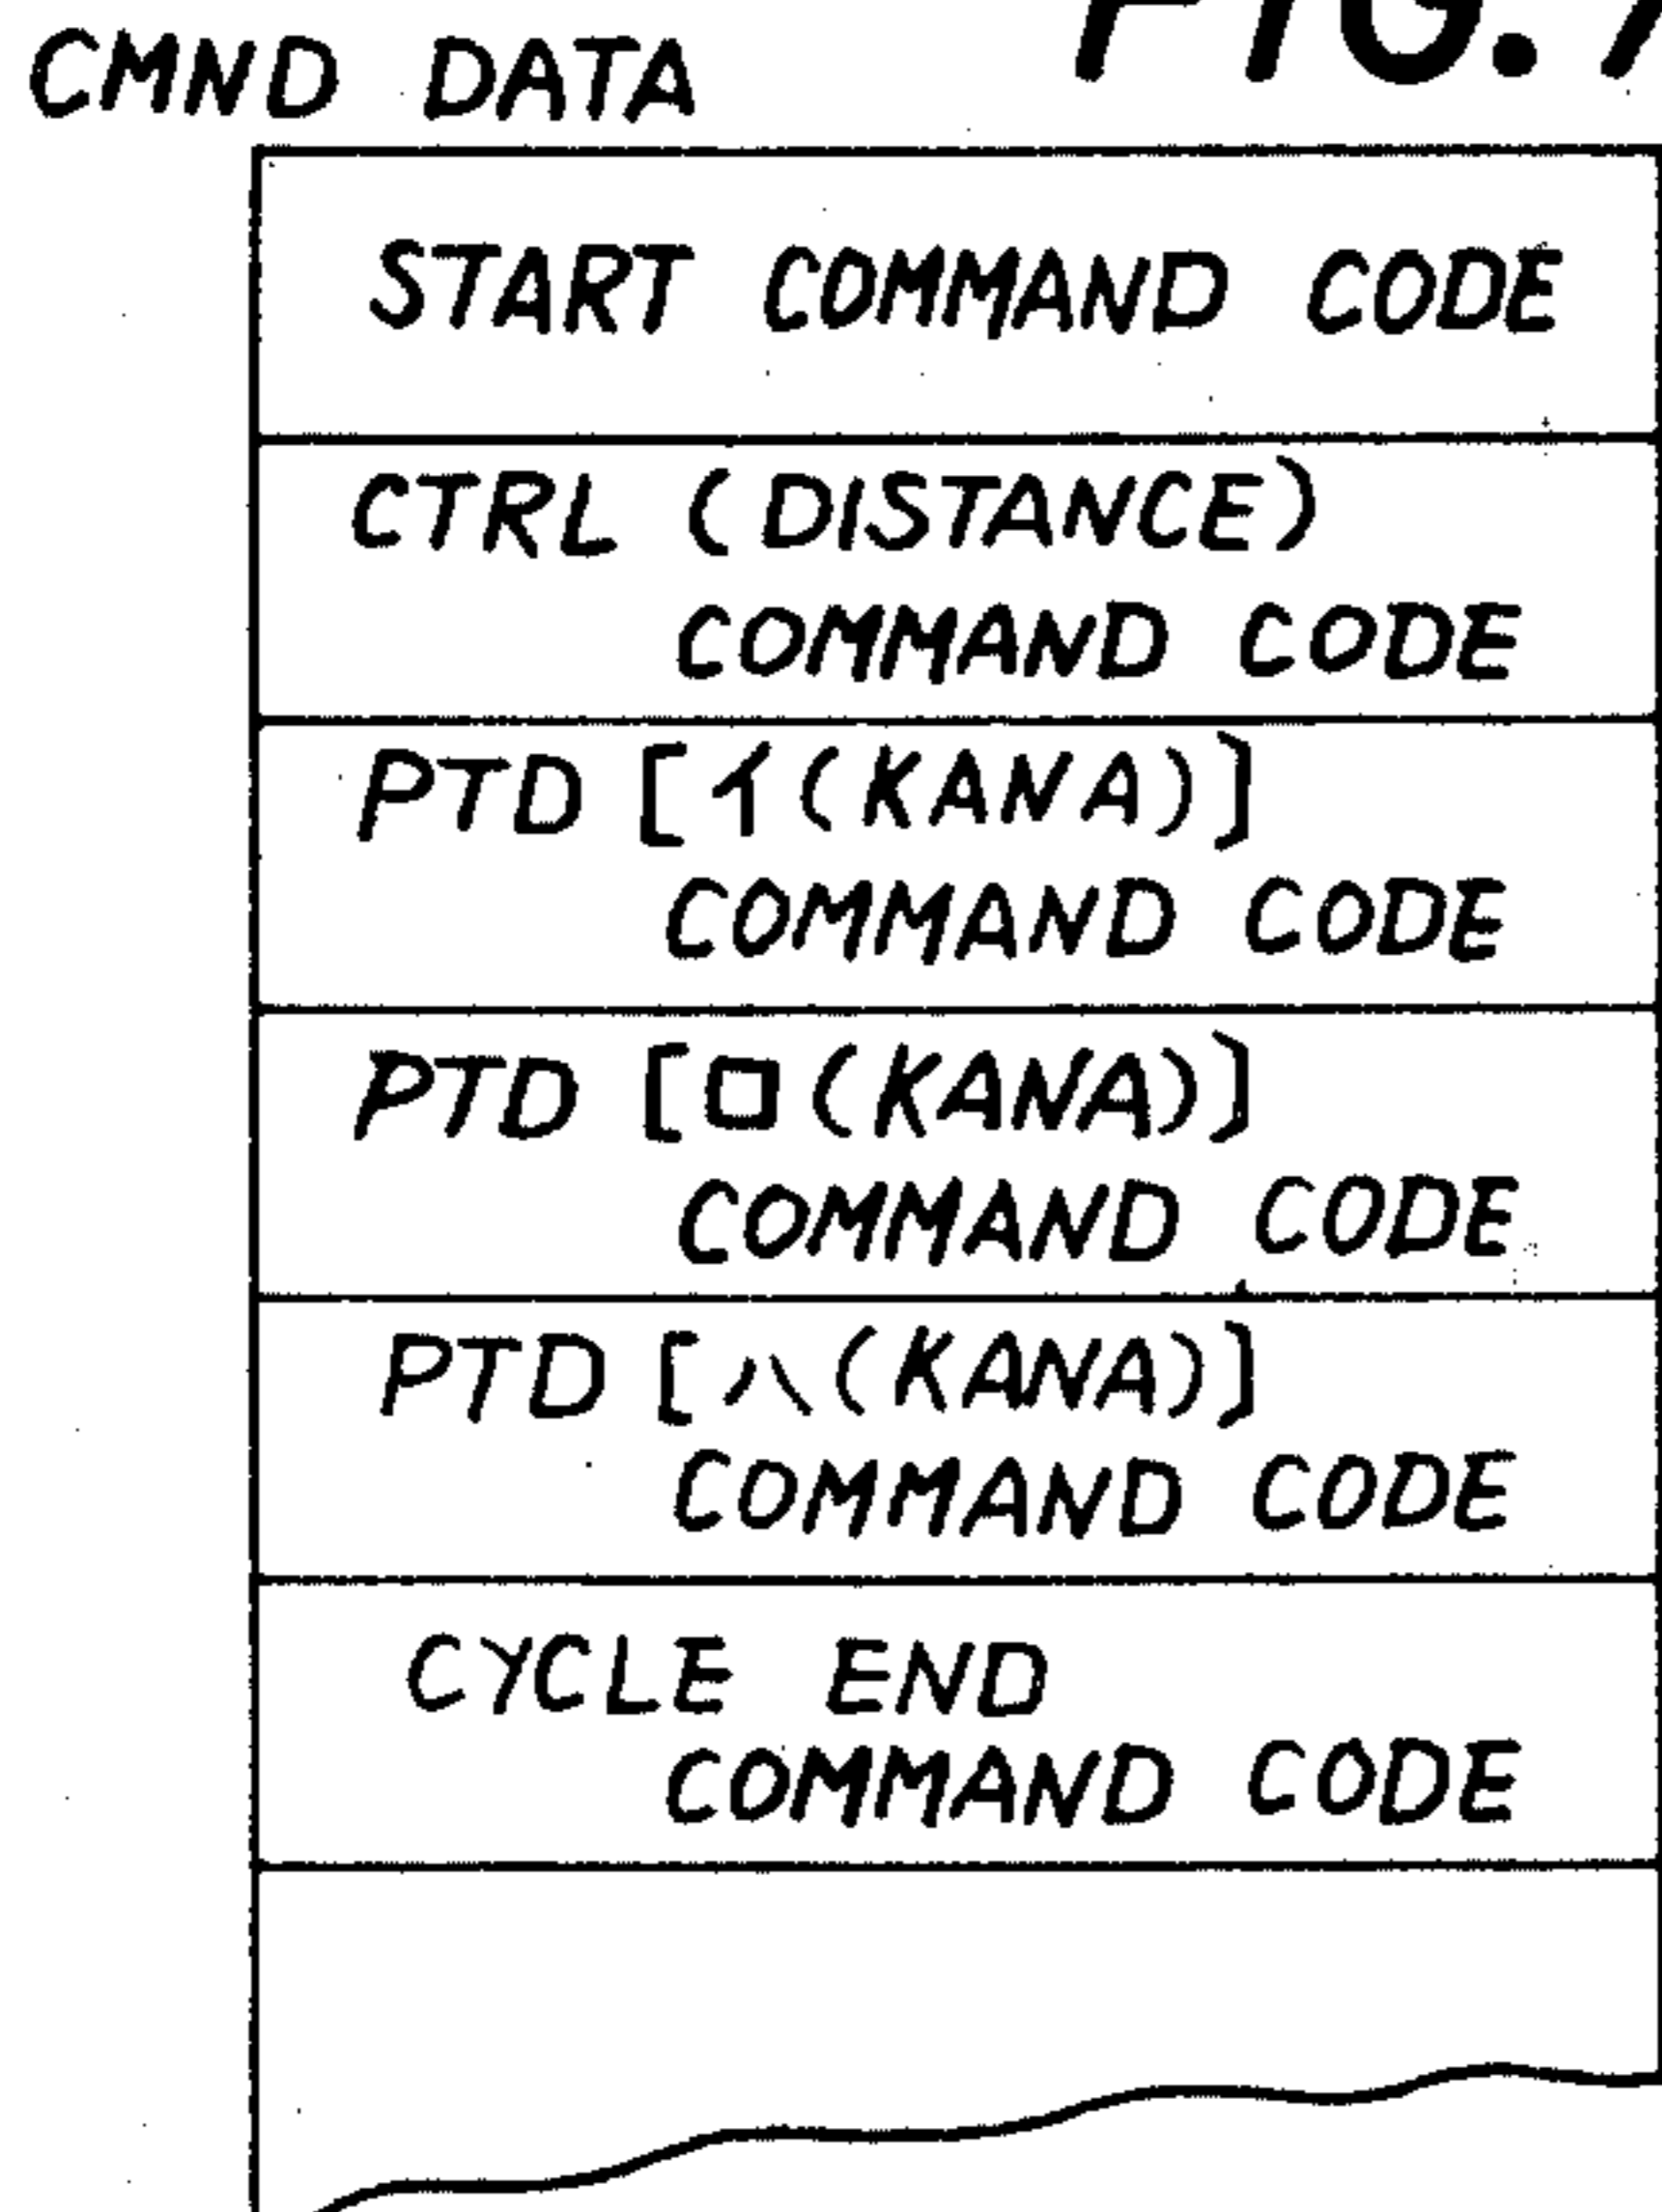 CMND DATA
START COMMAND CODE
CTRL (DISTANCE)
COMMAND CODE
PTD [イ(KANA)]
COMMAND CODE
PTD [ロ(KANA)]
COMMAND CODE
PTD [ハ(KANA)]
COMMAND CODE
CYCLE END
COMMAND CODE